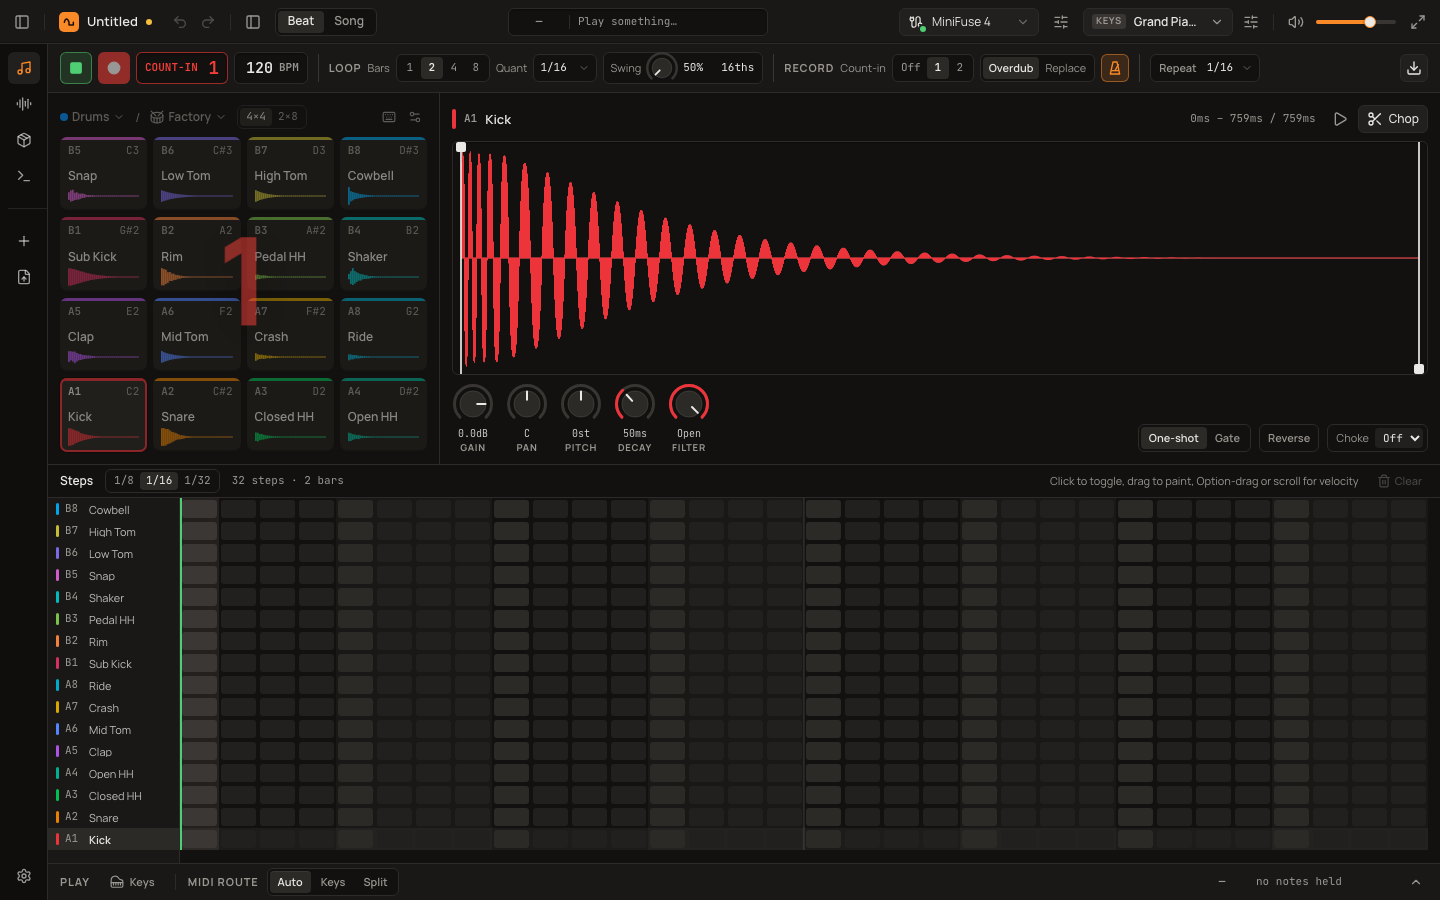 Untitled
Beat Song
– Play something...
MiniFuse 4
KEYS Grand Pia...
COUNT-IN 1
120 BPM
LOOP Bars 1 2 4 8 Quant 1/16
Swing 50% 16ths
RECORD Count-in Off 1 2 Overdub Replace
Repeat 1/16
Drums / Factory 4×4 2×8
B5 C3 B6 C#3 B7 D3 B8 D#3
Snap Low Tom High Tom Cowbell
B1 G#2 B2 A2 B3 A#2 B4 B2
Sub Kick Rim Pedal HH Shaker
1
A5 E2 A6 F2 A7 F#2 A8 G2
Clap Mid Tom Crash Ride
A1 C2 A2 C#2 A3 D2 A4 D#2
Kick Snare Closed HH Open HH
A1 Kick
0ms – 759ms / 759ms
Chop
0.0dB C 0st 50ms Open
GAIN PAN PITCH DECAY FILTER
One-shot Gate Reverse Choke Off
Steps 1/8 1/16 1/32 32 steps · 2 bars
Click to toggle, drag to paint, Option-drag or scroll for velocity Clear
B8 Cowbell
B7 High Tom
B6 Low Tom
B5 Snap
B4 Shaker
B3 Pedal HH
B2 Rim
B1 Sub Kick
A8 Ride
A7 Crash
A6 Mid Tom
A5 Clap
A4 Open HH
A3 Closed HH
A2 Snare
A1 Kick
PLAY Keys MIDI ROUTE Auto Keys Split
– no notes held